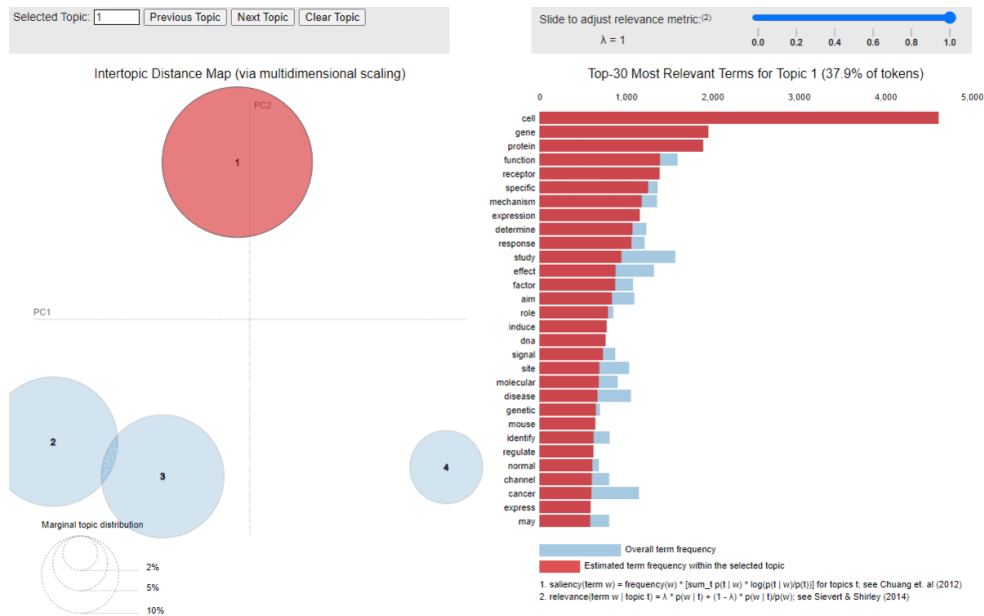 Selected Topic: 1 Previous Topic Next Topic Clear Topic
Slide to adjust relevance metric:(2)
λ = 1
0.0 0.2 0.4 0.6 0.8 1.0
Intertopic Distance Map (via multidimensional scaling)
PC2
PC1
1
2
3
4
Marginal topic distribution
2%
5%
10%
Top-30 Most Relevant Terms for Topic 1 (37.9% of tokens)
0 1,000 2,000 3,000 4,000 5,000
cell
gene
protein
function
receptor
specific
mechanism
expression
determine
response
study
effect
factor
aim
role
induce
dna
signal
site
molecular
disease
genetic
mouse
identify
regulate
normal
channel
cancer
express
may
Overall term frequency
Estimated term frequency within the selected topic
1. saliency(term w) = frequency(w) * [sum_t p(t | w) * log(p(t | w)/p(t))] for topics t; see Chuang et. al (2012)
2. relevance(term w | topic t) = λ * p(w | t) + (1 - λ) * p(w | t)/p(w); see Sievert & Shirley (2014)